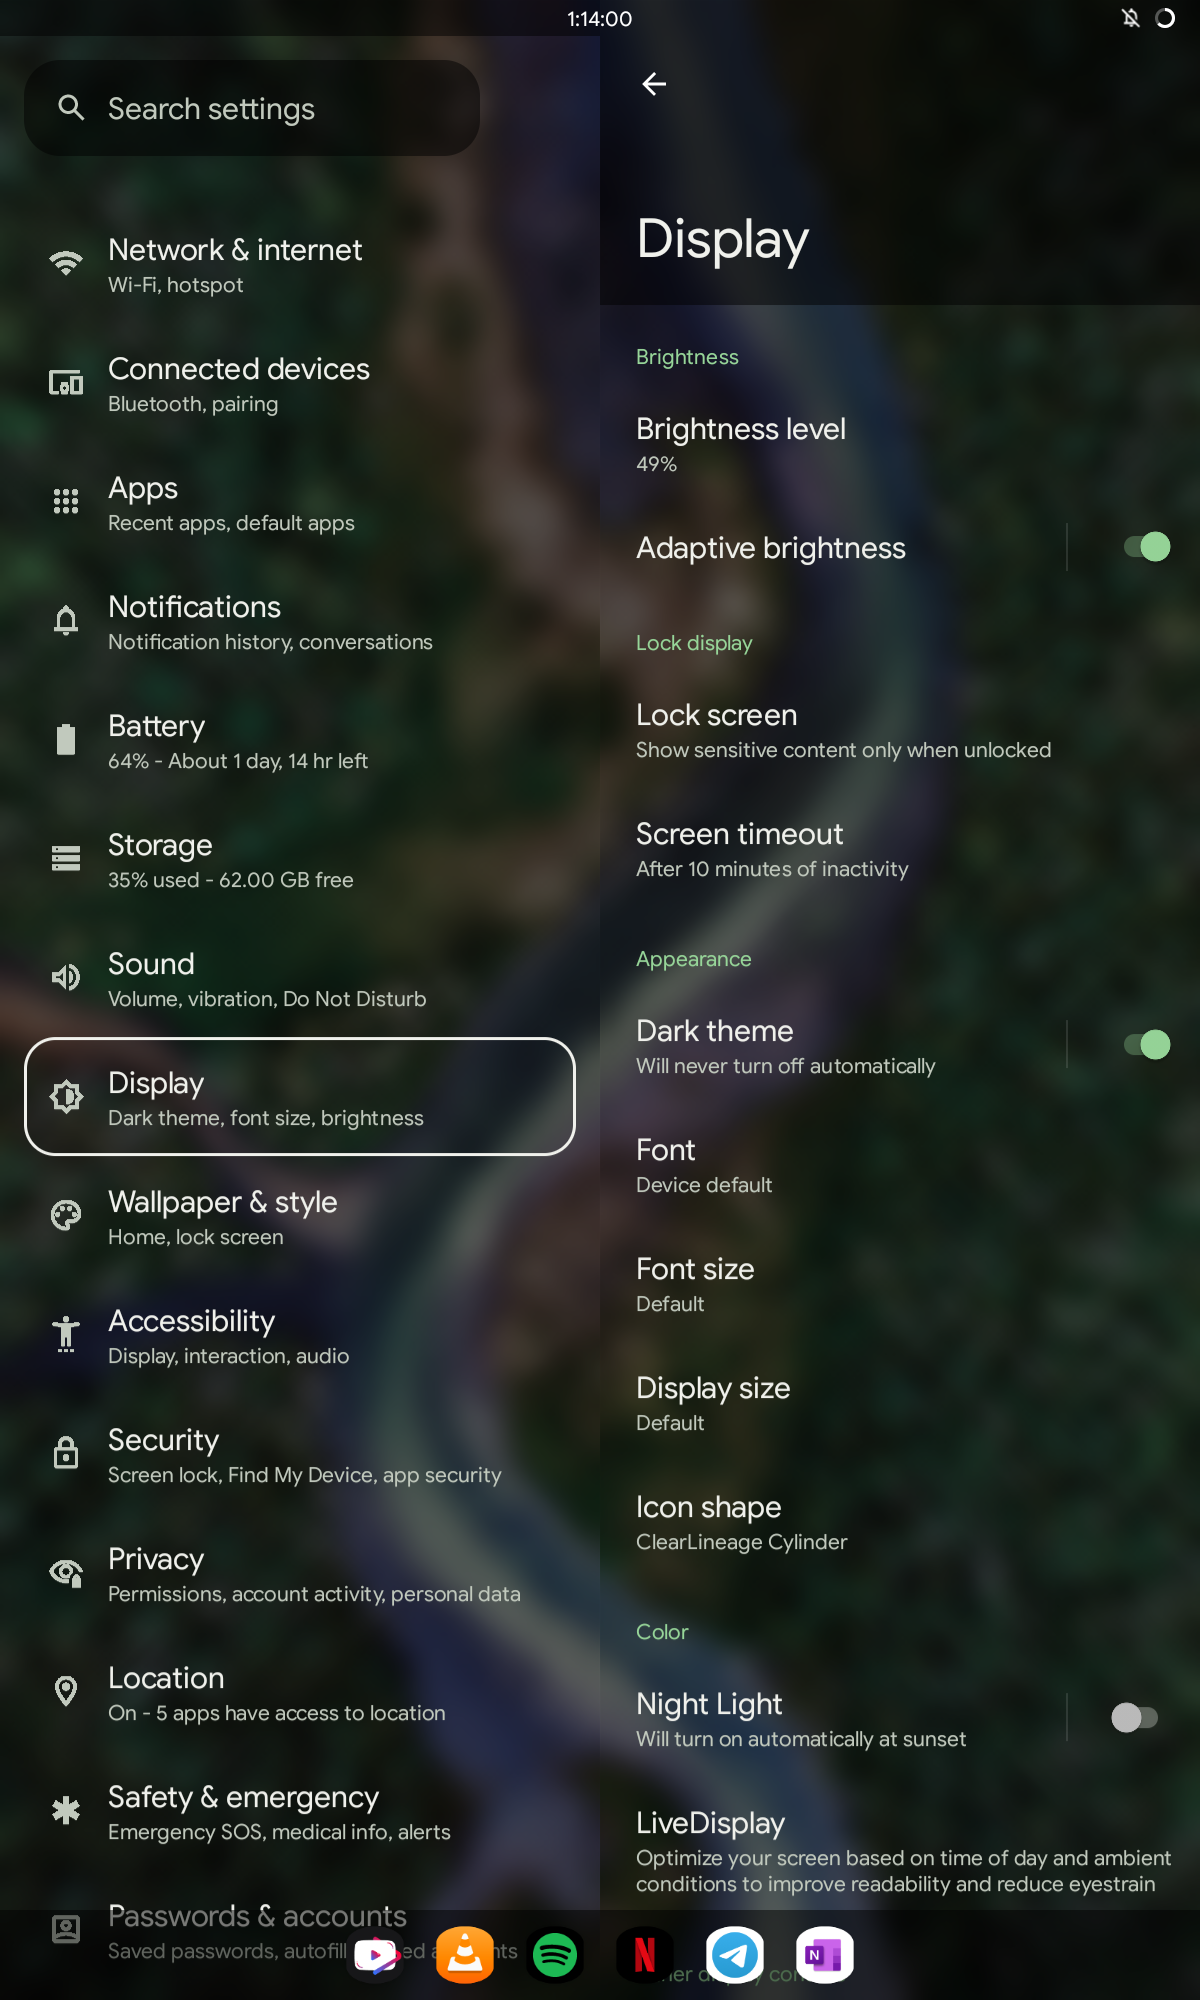 1:14:00
Search settings
Network & internet
Wi-Fi, hotspot
Connected devices
Bluetooth, pairing
Apps
Recent apps, default apps
Notifications
Notification history, conversations
Battery
64% - About 1 day, 14 hr left
Storage
35% used - 62.00 GB free
Sound
Volume, vibration, Do Not Disturb
Display
Dark theme, font size, brightness
Wallpaper & style
Home, lock screen
Accessibility
Display, interaction, audio
Security
Screen lock, Find My Device, app security
Privacy
Permissions, account activity, personal data
Location
On - 5 apps have access to location
Safety & emergency
Emergency SOS, medical info, alerts
Passwords & accounts
Saved passwords, autofill
Display
Brightness
Brightness level
49%
Adaptive brightness
Lock display
Lock screen
Show sensitive content only when unlocked
Screen timeout
After 10 minutes of inactivity
Appearance
Dark theme
Will never turn off automatically
Font
Device default
Font size
Default
Display size
Default
Icon shape
ClearLineage Cylinder
Color
Night Light
Will turn on automatically at sunset
LiveDisplay
Optimize your screen based on time of day and ambient
conditions to improve readability and reduce eyestrain
N
N